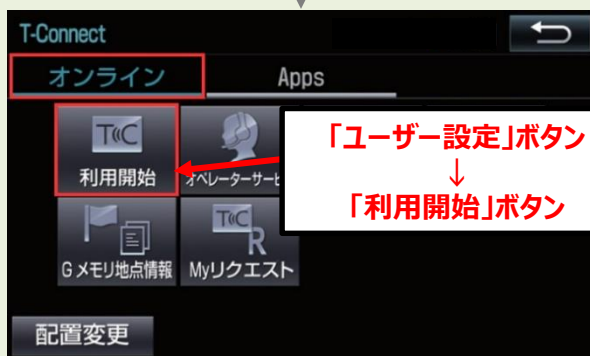 T-Connect
オンライン
Apps
T«C
利用開始
オペレーターサービ
「ユーザー設定」ボタン
↓
「利用開始」ボタン
T«C
R
Gメモリ地点情報
Myリクエスト
配置変更